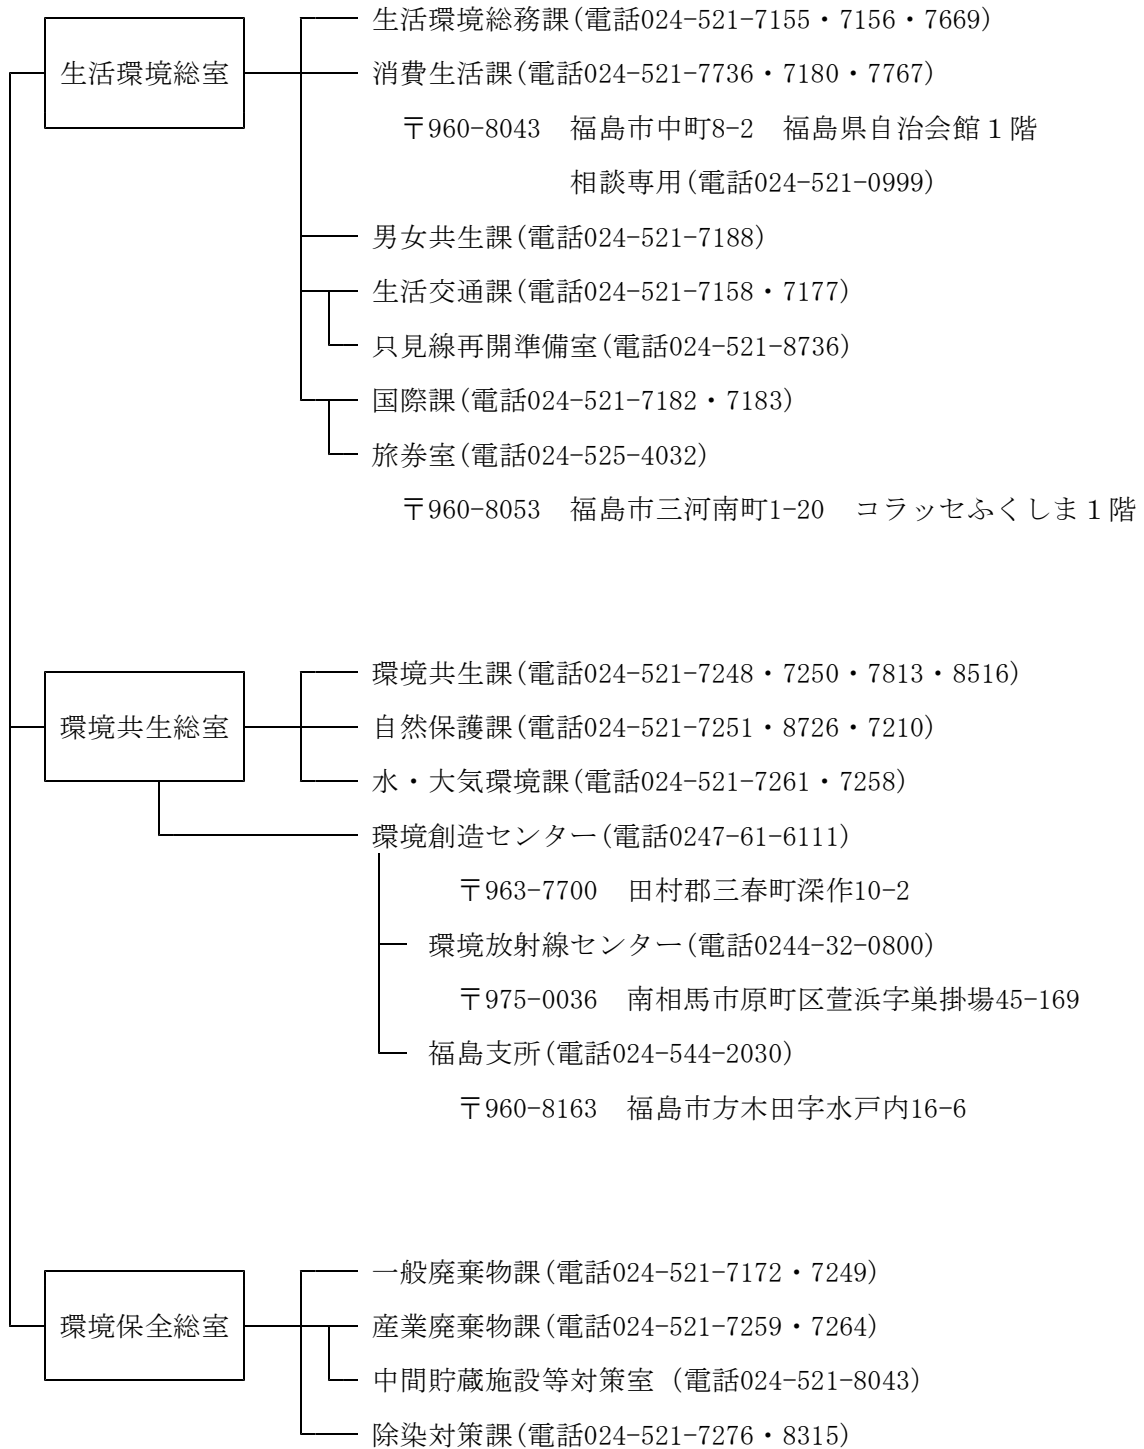 生活環境総務課(電話024-521-7155・7156・7669)
生活環境総室
消費生活課(電話024-521-7736・7180・7767)
〒960-8043　福島市中町8-2　福島県自治会館１階
相談専用(電話024-521-0999)
男女共生課(電話024-521-7188)
生活交通課(電話024-521-7158・7177)
只見線再開準備室(電話024-521-8736)
国際課(電話024-521-7182・7183)
旅券室(電話024-525-4032)
〒960-8053　福島市三河南町1-20　コラッセふくしま１階
環境共生課(電話024-521-7248・7250・7813・8516)
環境共生総室
自然保護課(電話024-521-7251・8726・7210)
水・大気環境課(電話024-521-7261・7258)
環境創造センター(電話0247-61-6111)
〒963-7700　田村郡三春町深作10-2
環境放射線センター(電話0244-32-0800)
〒975-0036　南相馬市原町区萱浜字巣掛場45-169
福島支所(電話024-544-2030)
〒960-8163　福島市方木田字水戸内16-6
一般廃棄物課(電話024-521-7172・7249)
環境保全総室
産業廃棄物課(電話024-521-7259・7264)
中間貯蔵施設等対策室（電話024-521-8043)
除染対策課(電話024-521-7276・8315)